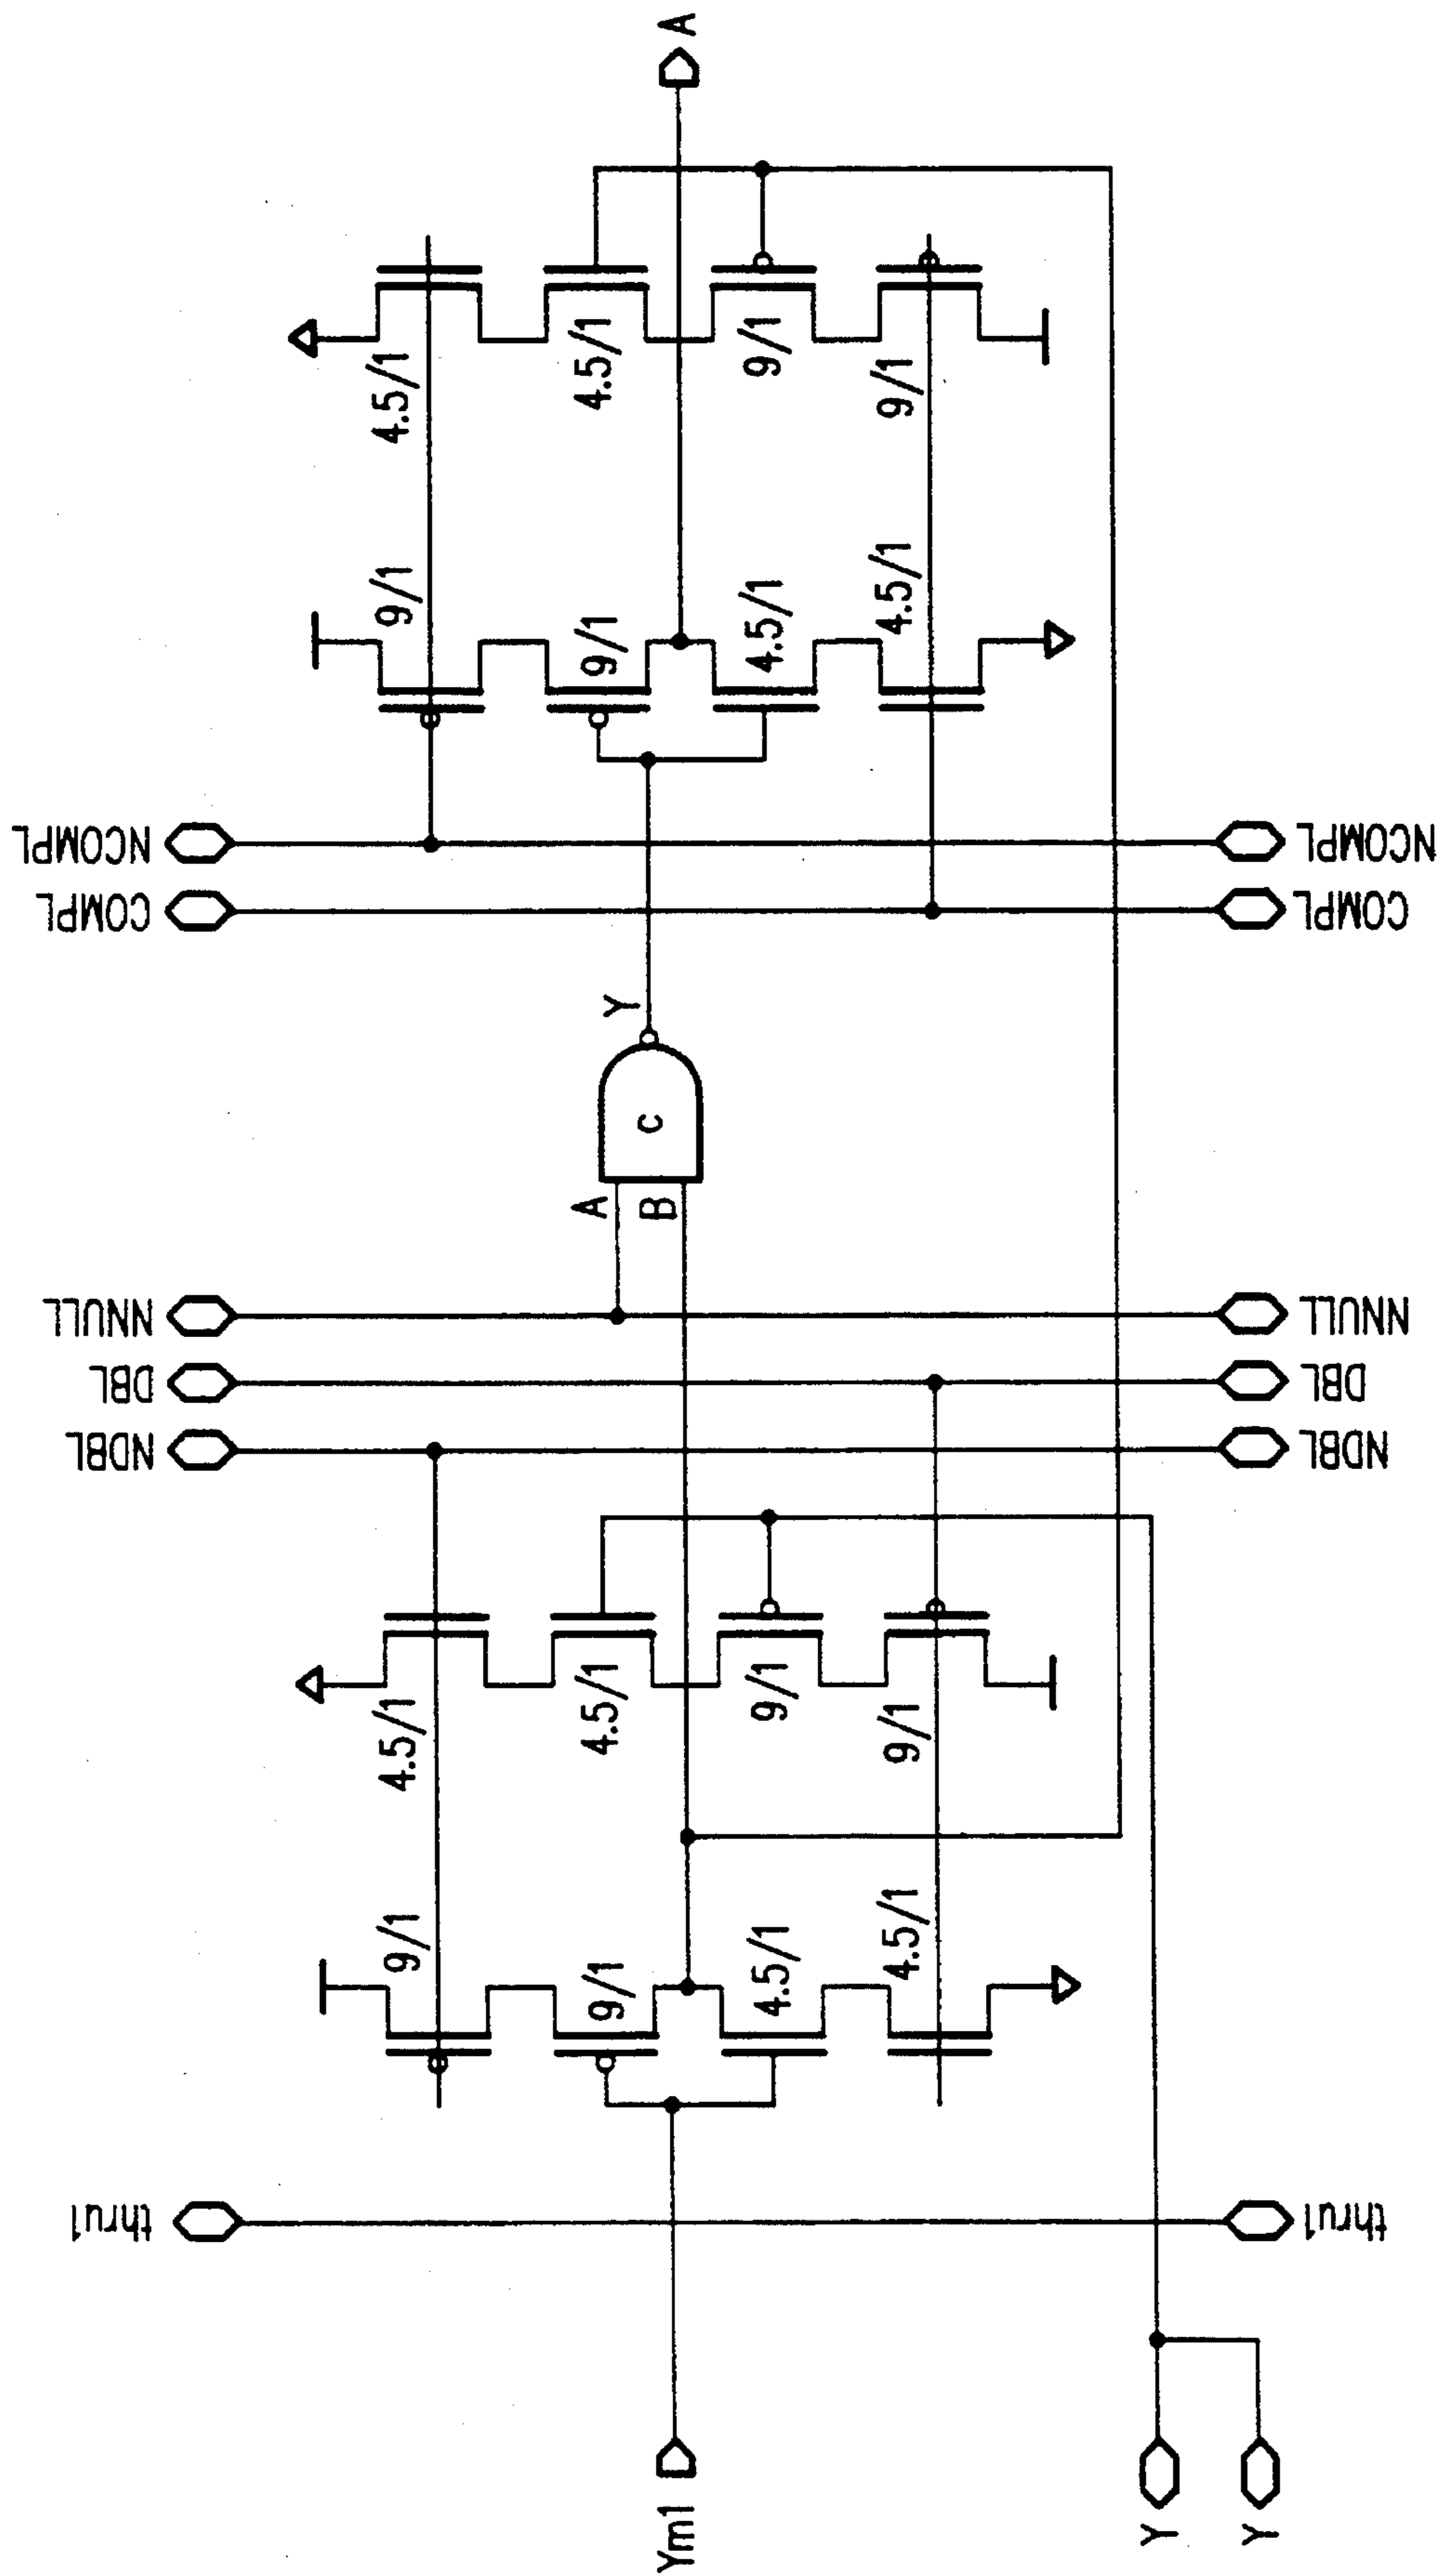 A
4.5/1
4.5/1
9/1
9/1
9/1
9/1
4.5/1
4.5/1
NCOMPL
NCOMPL
COMPL
COMPL
Y
c
A
B
NNULL
NNULL
DBL
DBL
NDBL
NDBL
4.5/1
4.5/1
9/1
9/1
9/1
9/1
4.5/1
4.5/1
thru1
thru1
Ym1
Y
Y